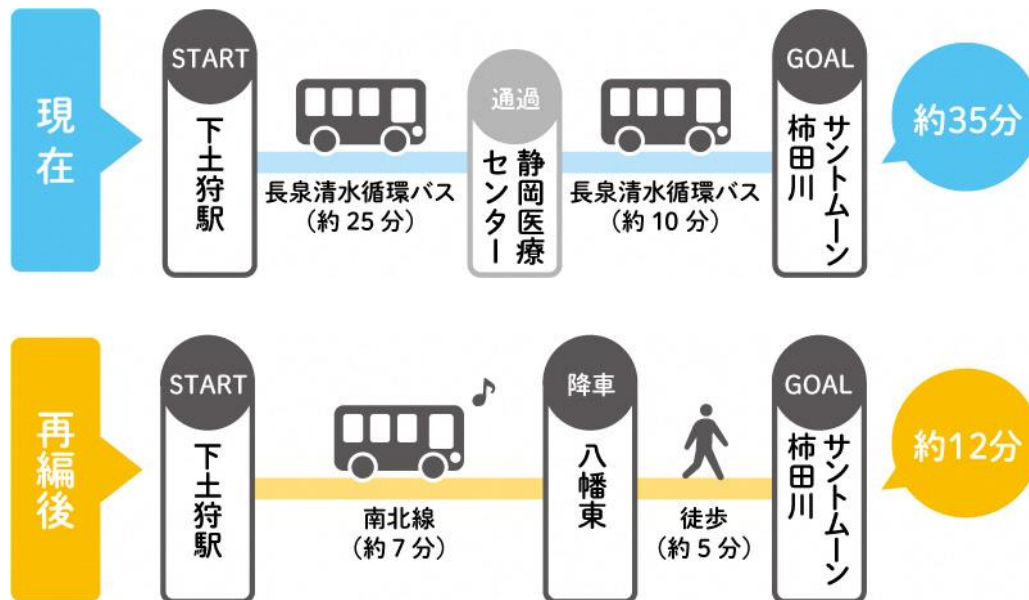 現在
START
下土狩駅
長泉清水循環バス
(約25分)
通過
静岡医療
センター
長泉清水循環バス
(約10分)
GOAL
サントムーン
柿田川
約35分
再編後
START
下土狩駅
南北線
(約7分)
降車
八幡東
徒歩
(約5分)
GOAL
サントムーン
柿田川
約12分